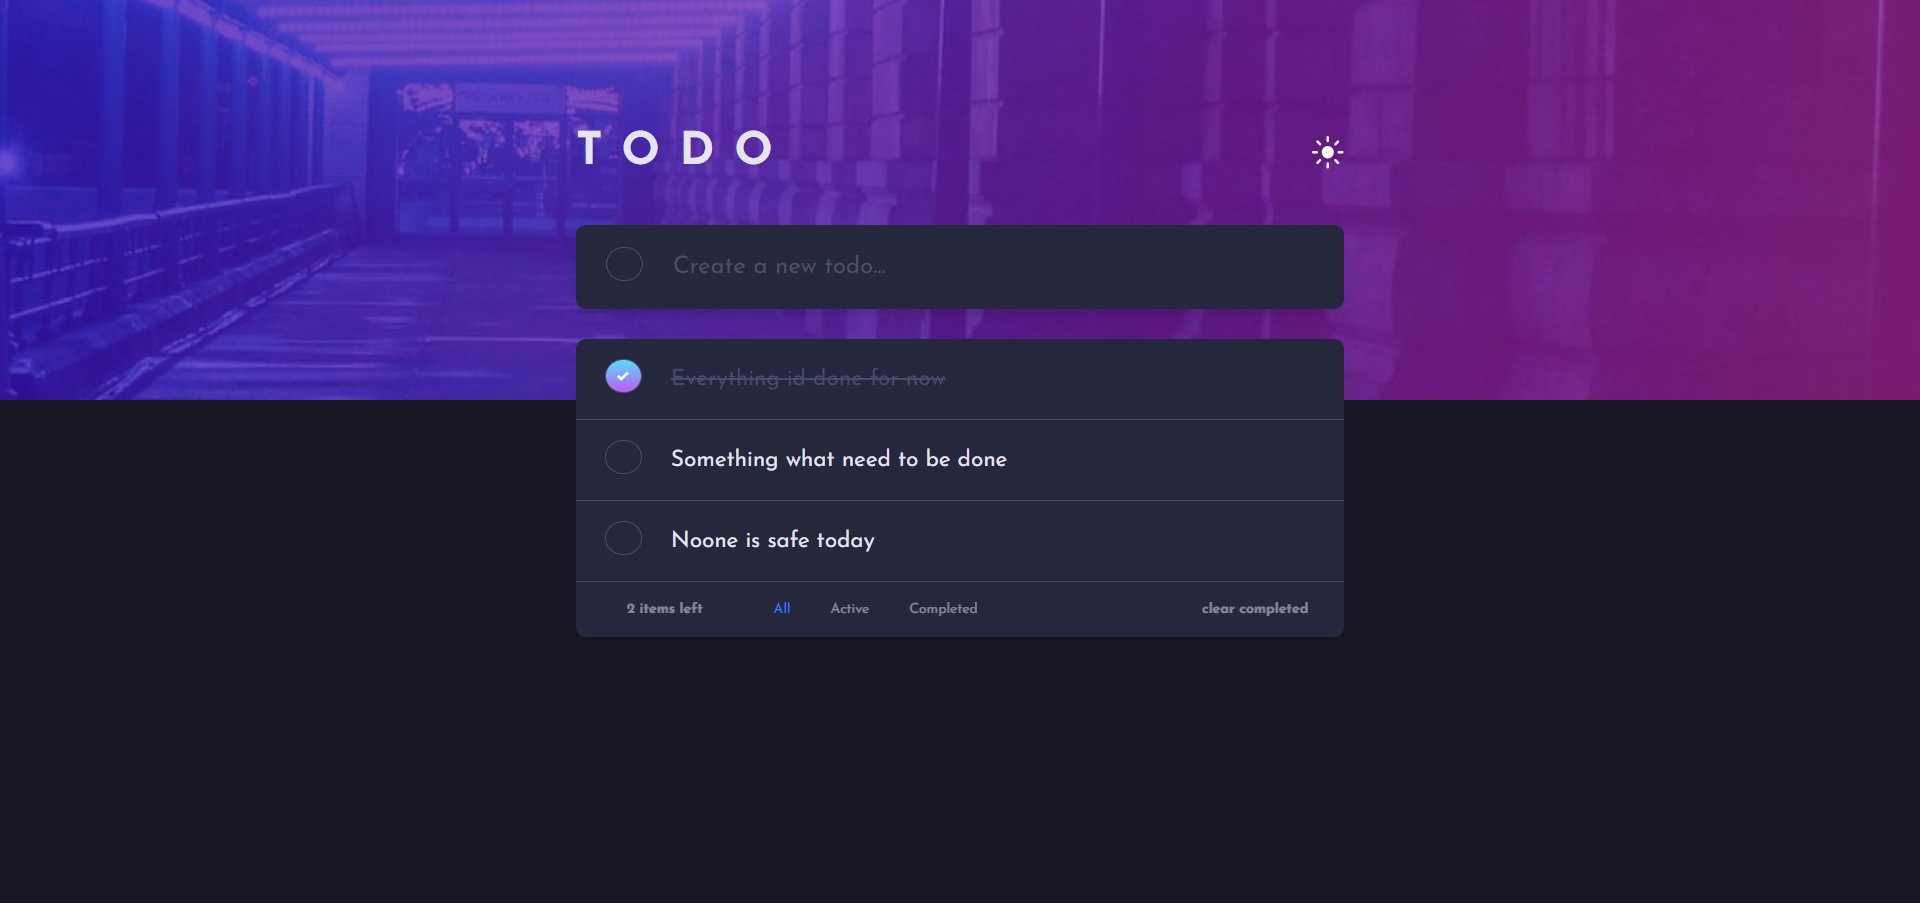 TODO
Create a new todo...
Everything id done for now
Something what need to be done
Noone is safe today
2 items left All Active Completed clear completed